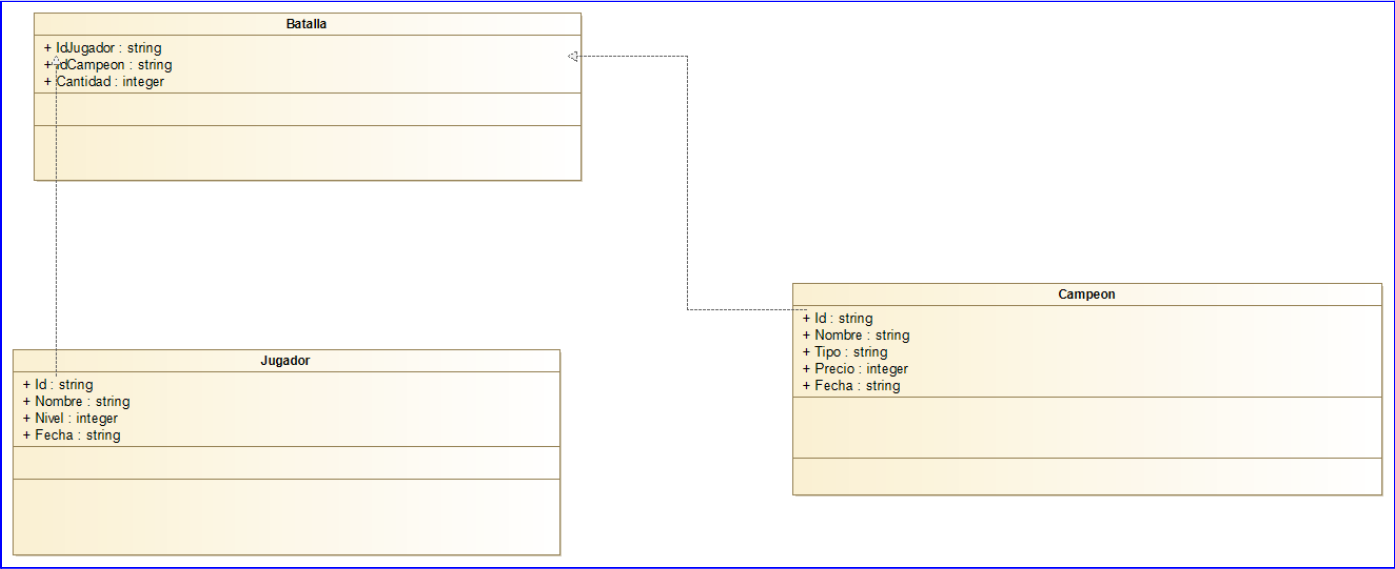 Batalla
+ IdJugador : string
+ IdCampeon : string
+ Cantidad : integer
Jugador
+ Id : string
+ Nombre : string
+ Nivel : integer
+ Fecha : string
Campeon
+ Id : string
+ Nombre : string
+ Tipo : string
+ Precio : integer
+ Fecha : string